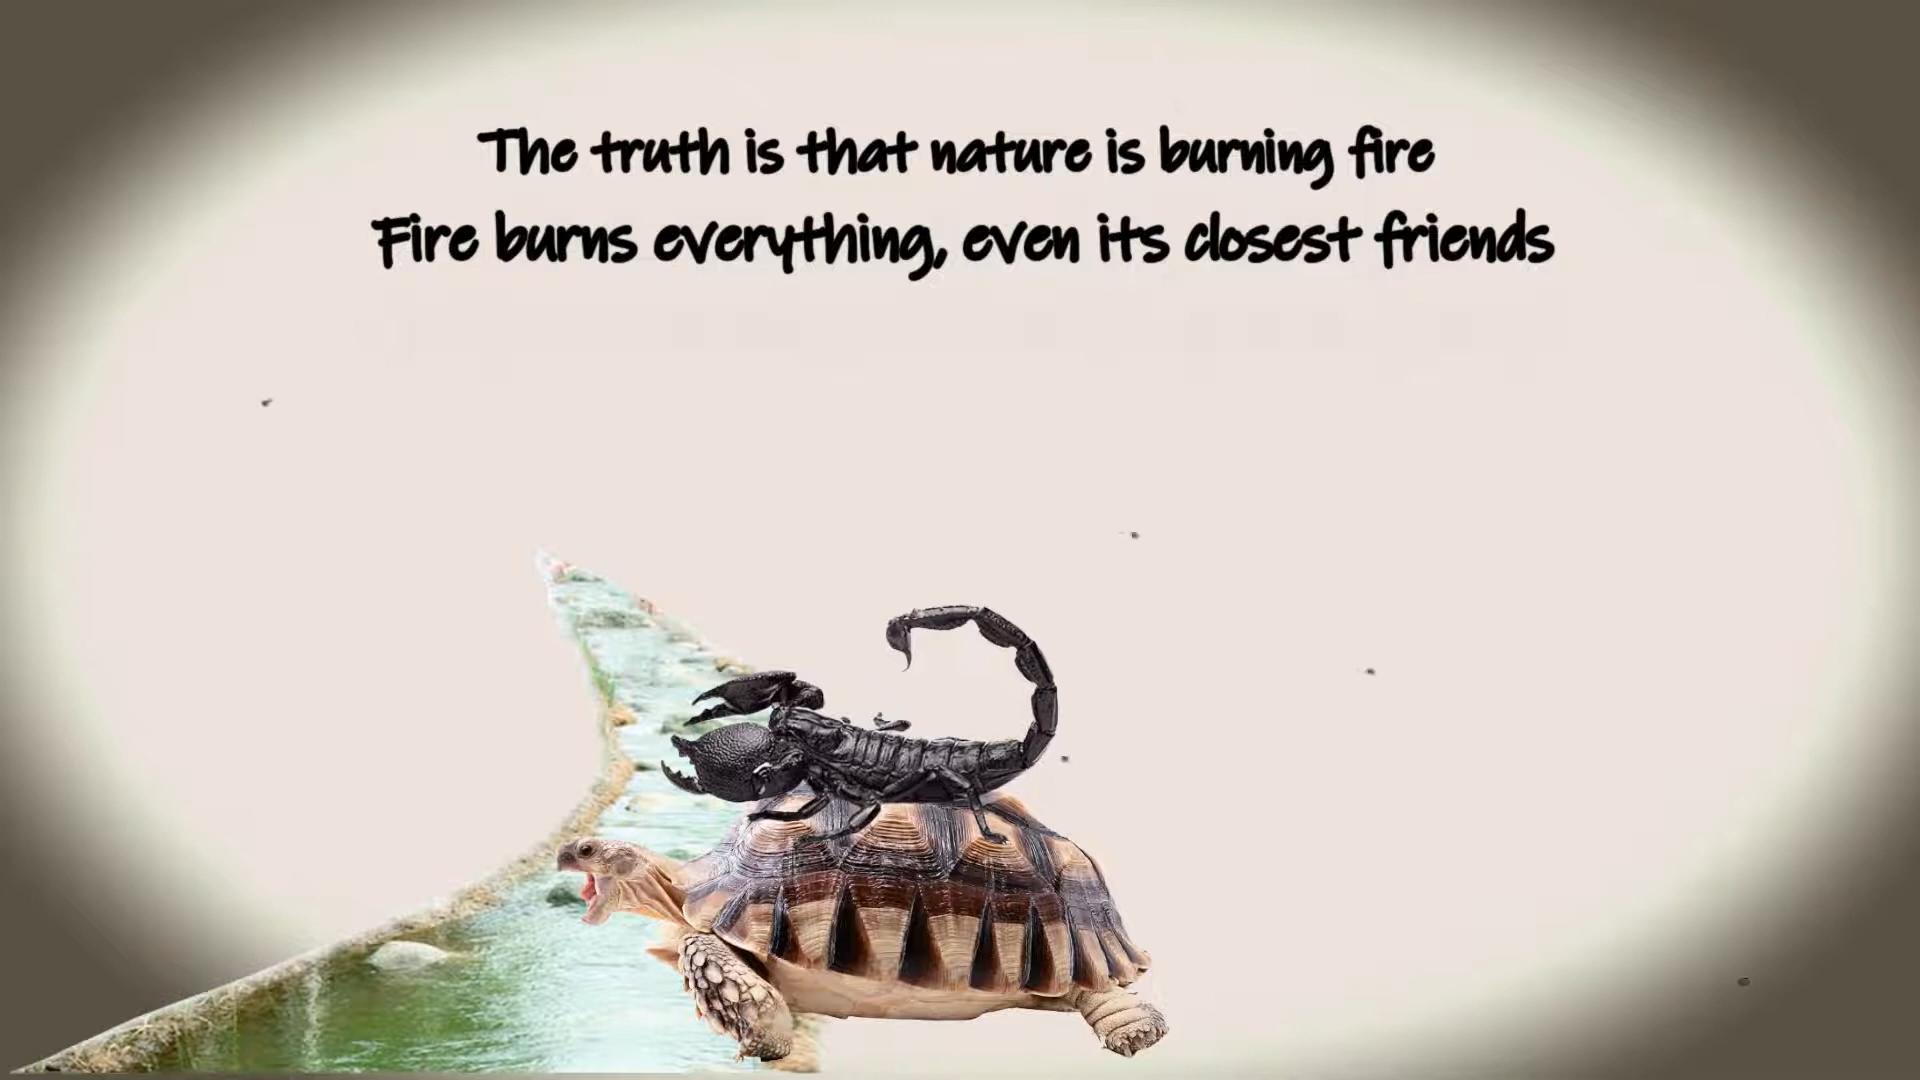 The truth is that nature is burning fire
Fire burns everything, even its closest friends